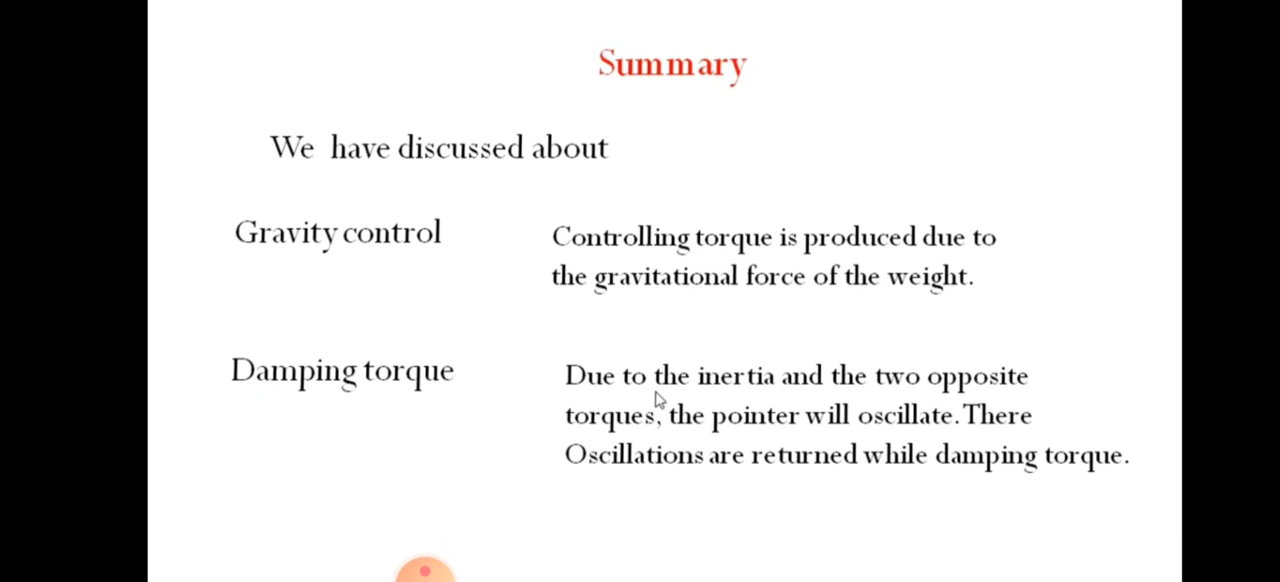 Summary
We have discussed about
Gravity control
Controlling torque is produced due to
the gravitational force of the weight.
Damping torque
Due to the inertia and the two opposite
torques, the pointer will oscillate. There
Oscillations are returned while damping torque.